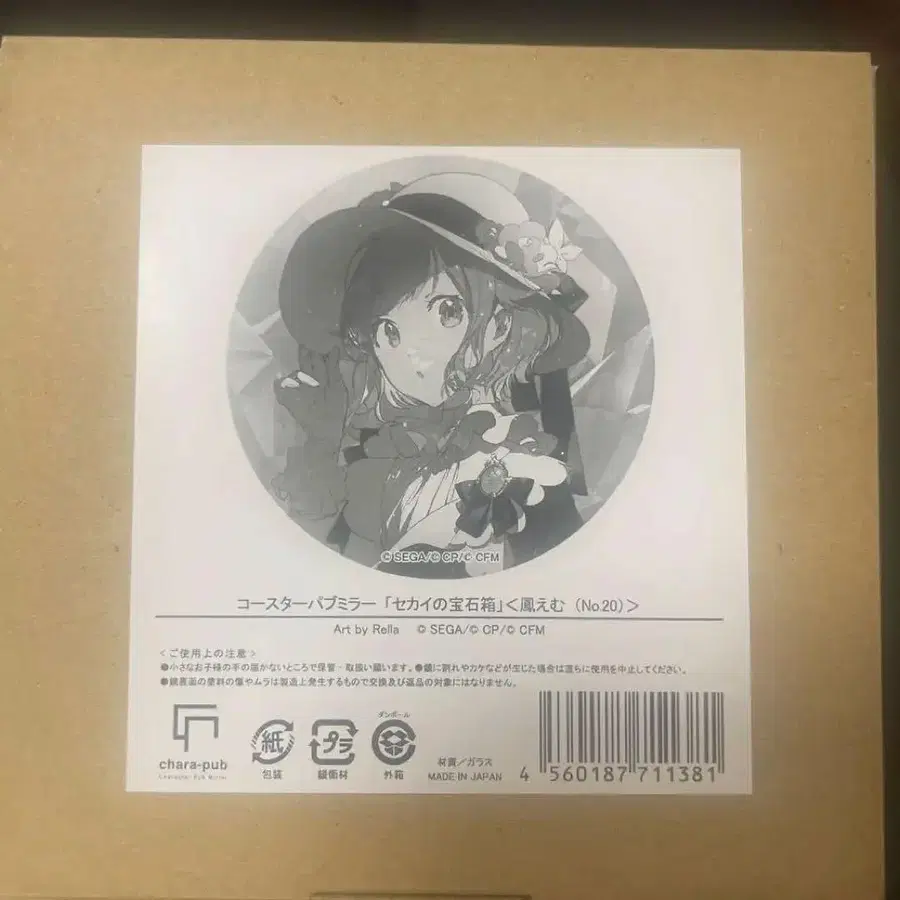 © SEGA/© CP/© CFM
コースターパブミラー「セカイの宝石箱」＜鳳えむ（No.20）＞
Art by Rella © SEGA/© CP/© CFM
＜ご使用上の注意＞
●小さなお子様の手の届かないところで保管・取扱い願います。●鏡に割れやカケなどが生じた場合は直ちに使用を中止してください。
●鏡表面の塗料の傷やムラは製造上発生するもので交換及び返品の対象にはなりません。
chara-pub
Character Pub Mirror
紙
包装
プラ
緩衝材
ダンボール
外箱
材質／ガラス
MADE IN JAPAN
4 560187 711381